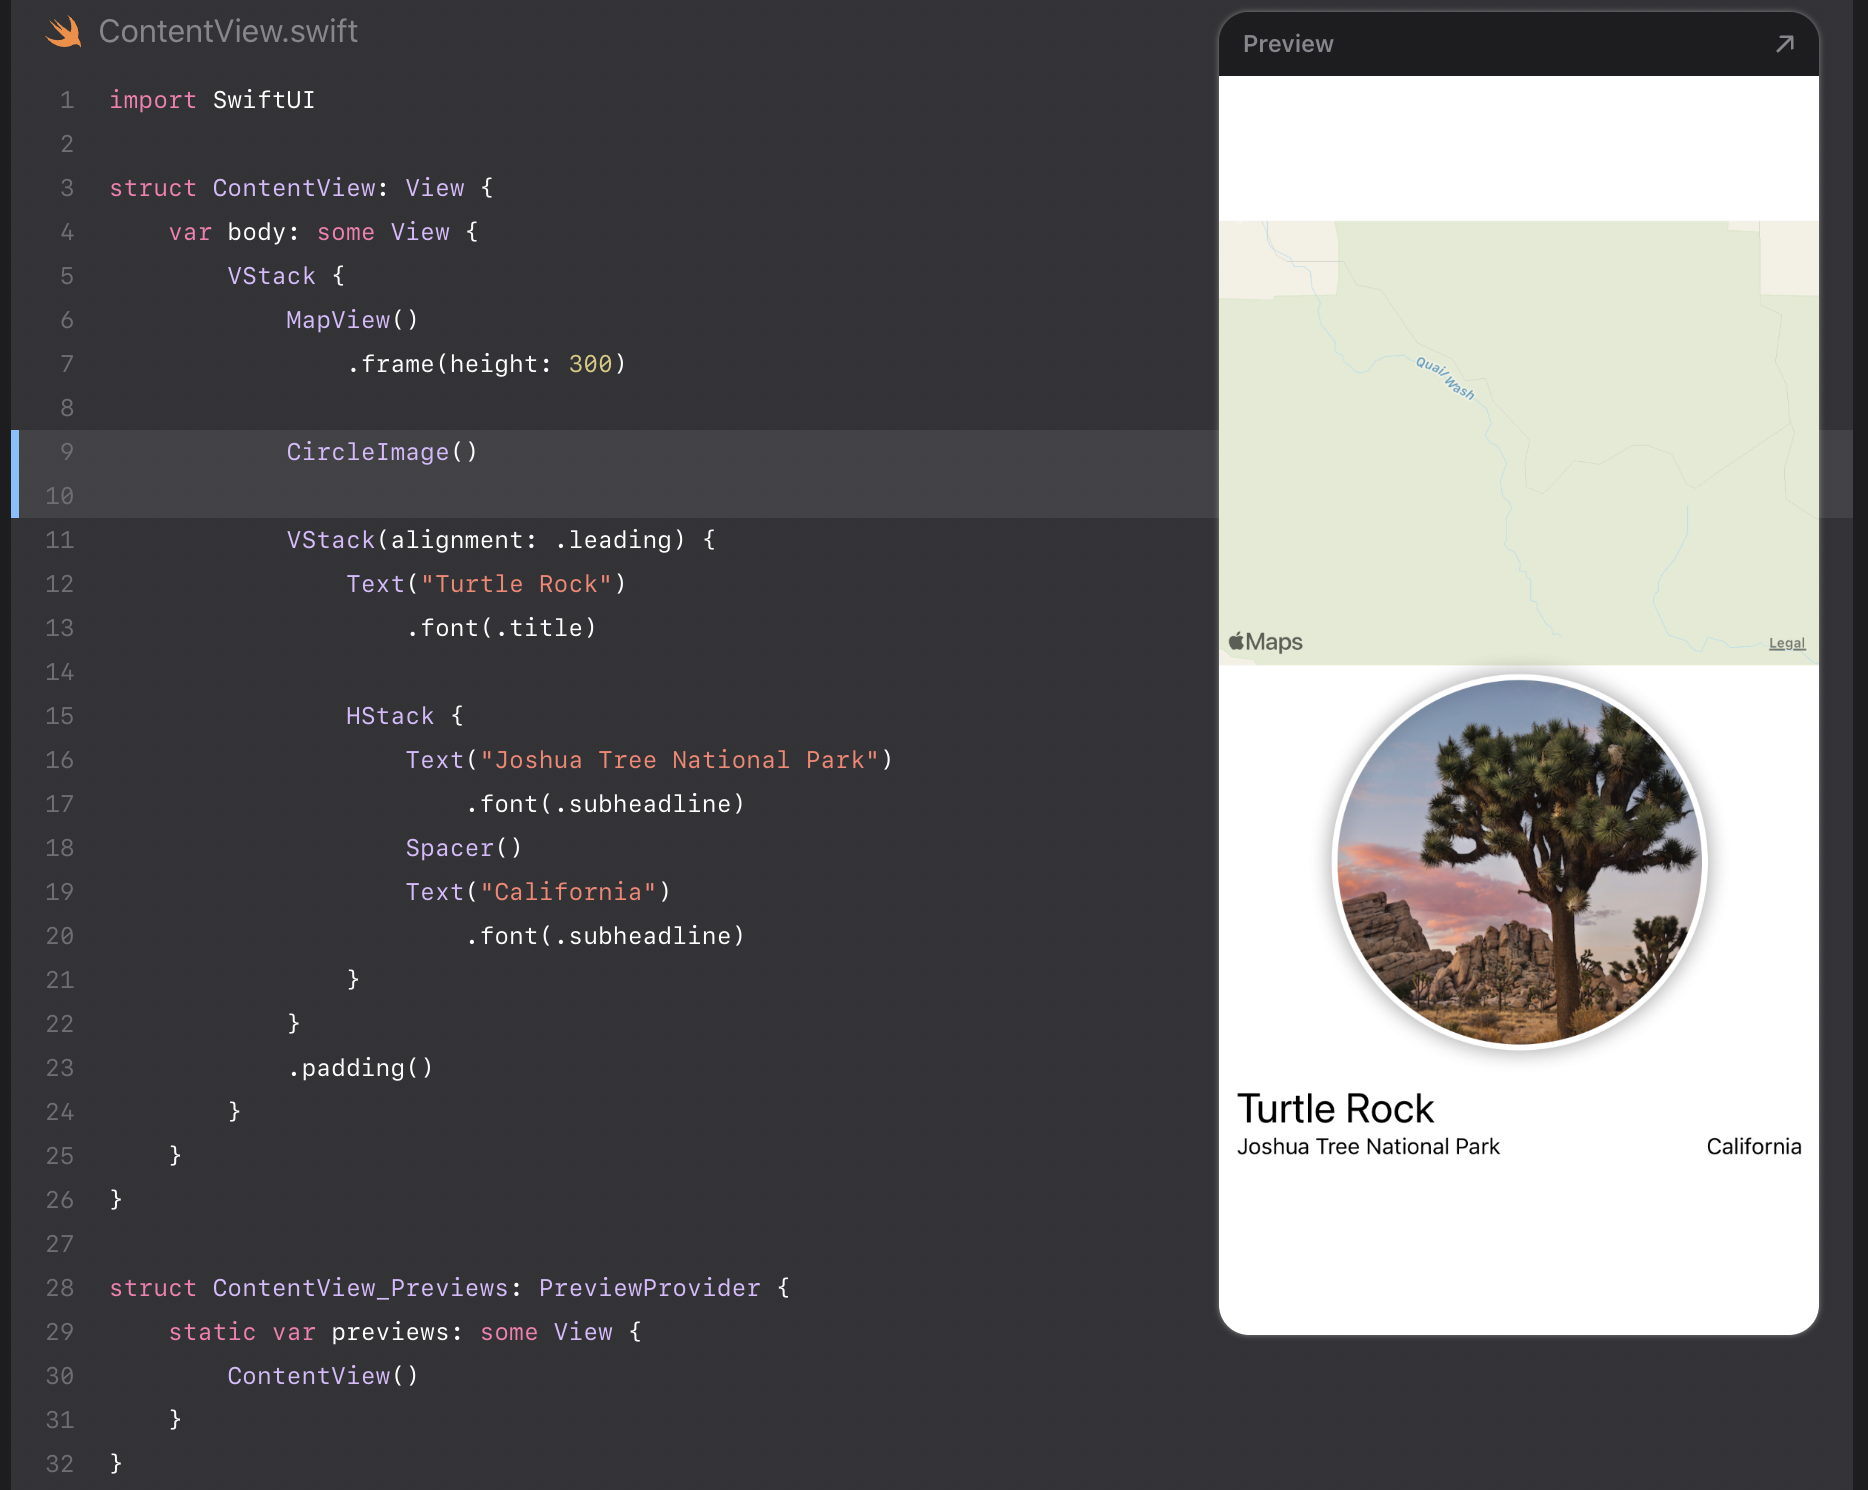 ContentView.swift
1 import SwiftUI
2
3 struct ContentView: View {
4     var body: some View {
5         VStack {
6             MapView()
7                 .frame(height: 300)
8
9             CircleImage()
10
11             VStack(alignment: .leading) {
12                 Text("Turtle Rock")
13                     .font(.title)
14
15                 HStack {
16                     Text("Joshua Tree National Park")
17                         .font(.subheadline)
18                     Spacer()
19                     Text("California")
20                         .font(.subheadline)
21                 }
22             }
23             .padding()
24         }
25     }
26 }
27
28 struct ContentView_Previews: PreviewProvider {
29     static var previews: some View {
30         ContentView()
31     }
32 }
Preview
Quail Wash
Maps
Legal
Turtle Rock
Joshua Tree National Park
California